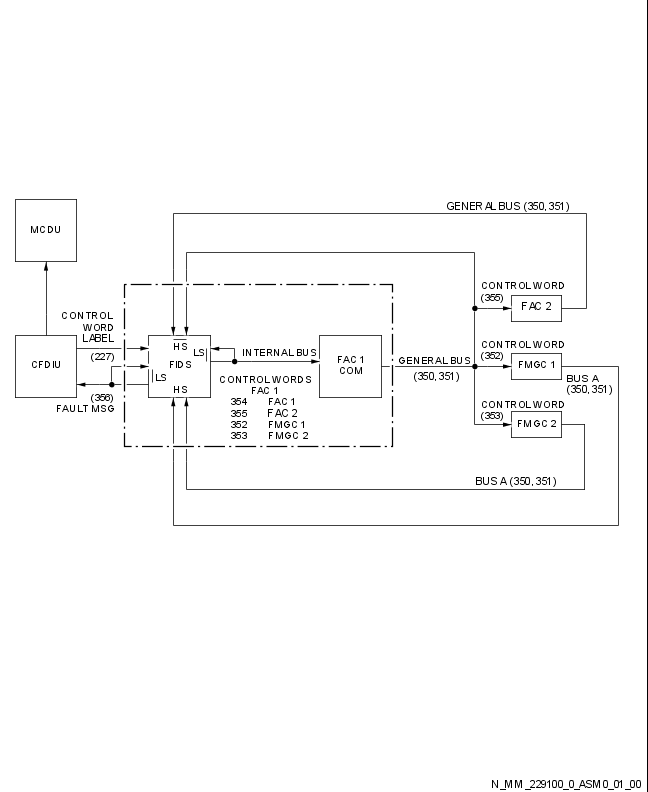 GENERAL BUS (350, 351)
MCDU
CONTROL WORD
(355)
FAC 2
CONTROL
WORD
LABEL
(227)
CFDIU
HS
LS
FIDS
LS
HS
INTERNAL BUS
FAC 1
COM
GENERAL BUS
(350, 351)
CONTROL WORD
(352)
FMGC 1
BUS A
(350, 351)
CONTROL WORDS
FAC 1
354 FAC 1
355 FAC 2
352 FMGC 1
353 FMGC 2
(356)
FAULT MSG
CONTROL WORD
(353)
FMGC 2
BUS A (350, 351)
N_MM_229100_0_ASM0_01_00